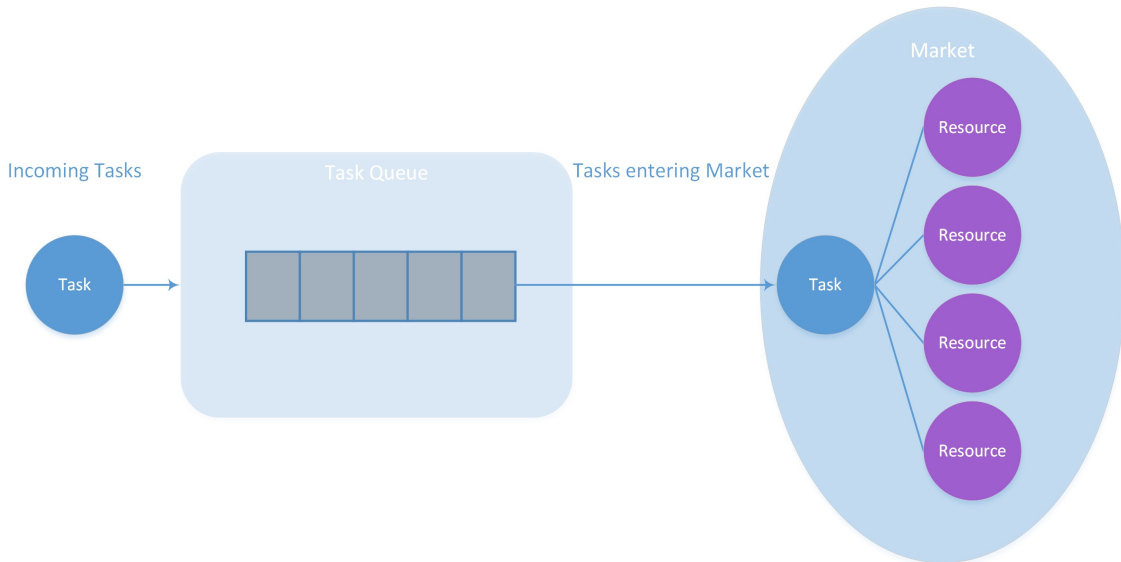 Market
Resource
Incoming Tasks
Task Queue
Tasks entering Market
Resource
Task
Task
Resource
Resource